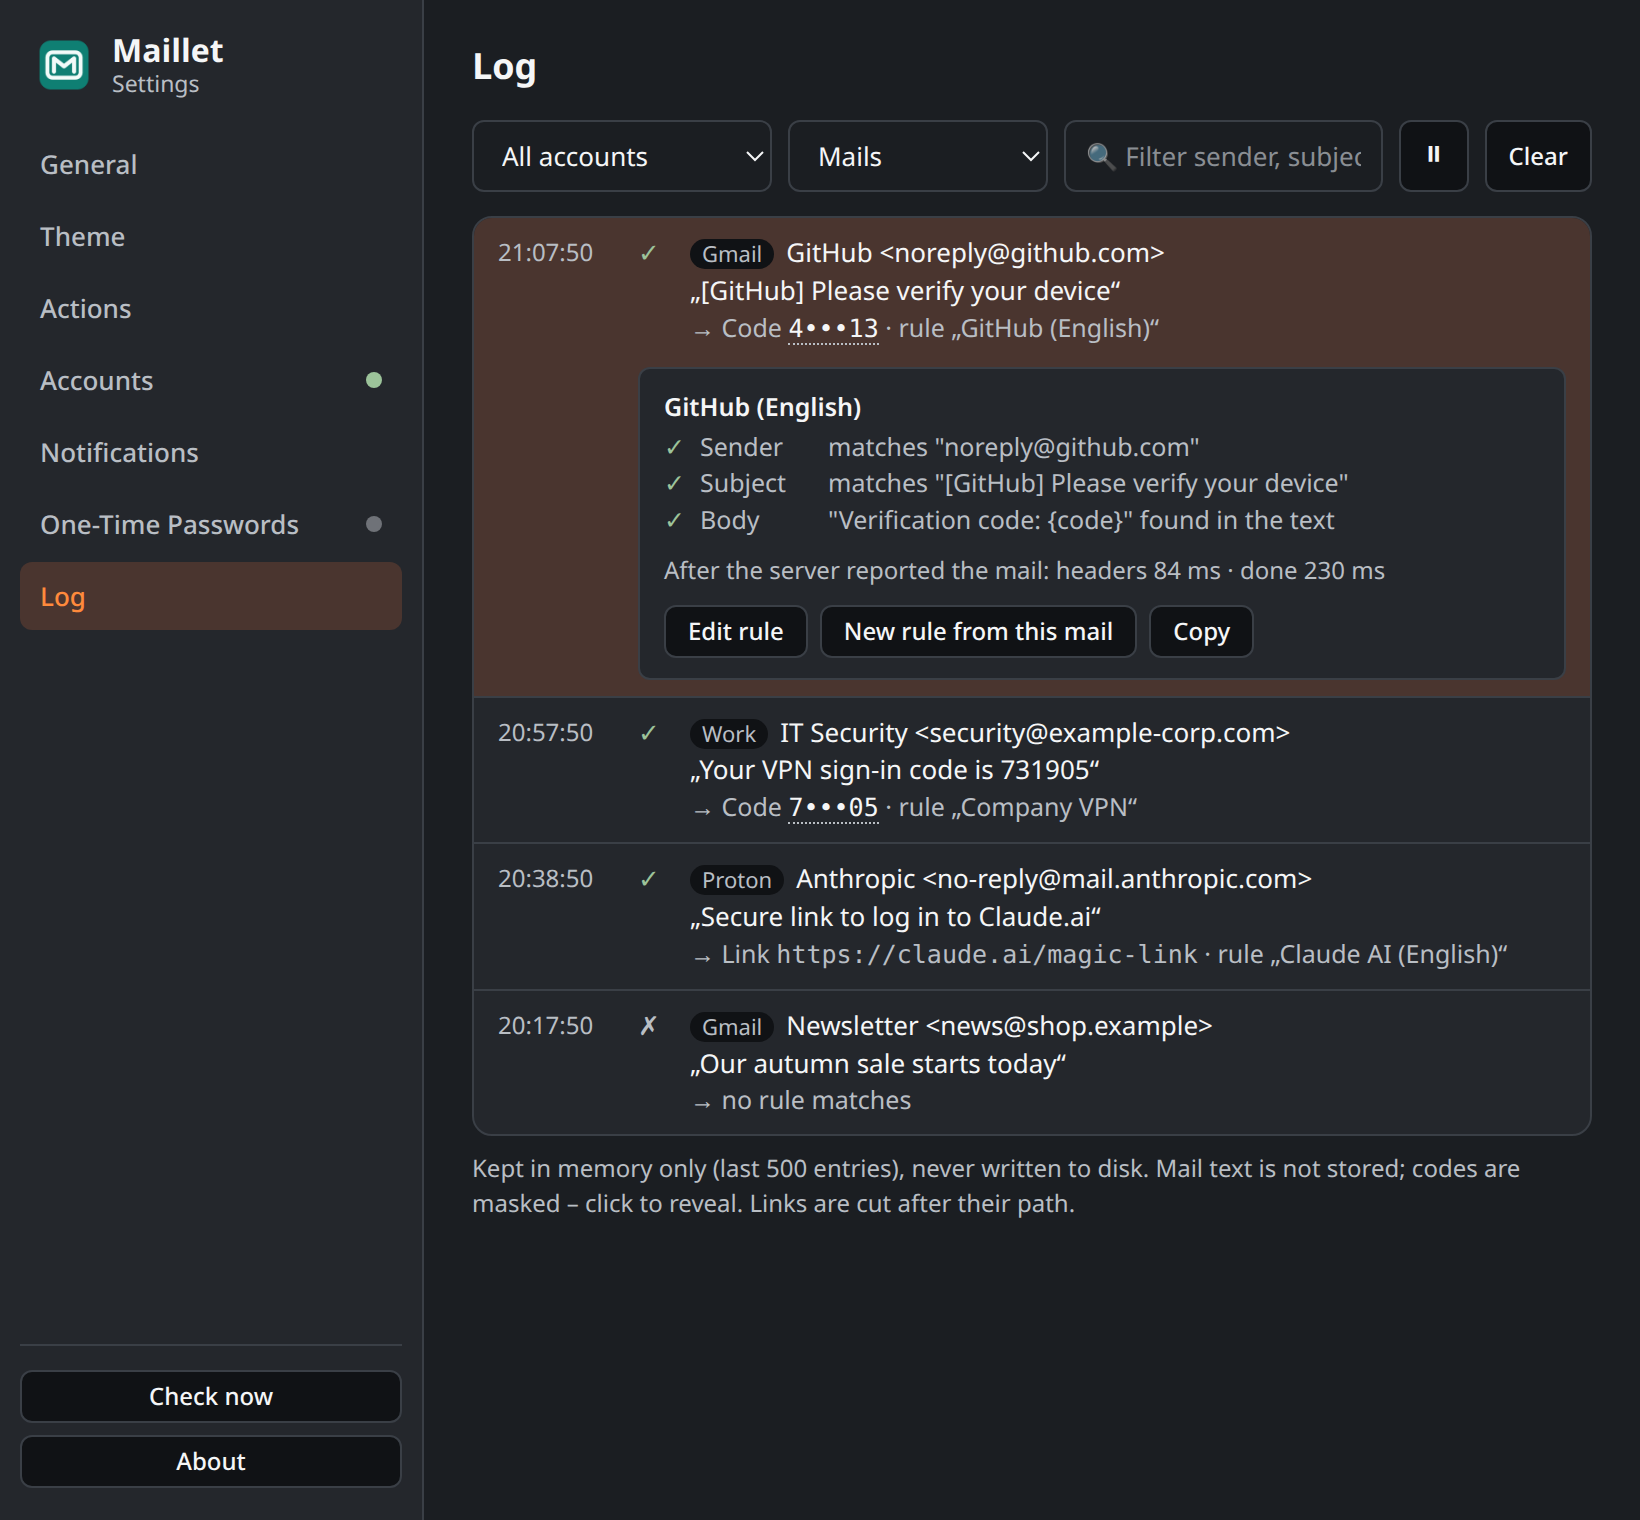 Maillet
Settings
General
Theme
Actions
Accounts
Notifications
One-Time Passwords
Log
Check now
About
Log
All accounts
Mails
🔍 Filter sender, subjec
Clear
21:07:50 ✓ Gmail GitHub <noreply@github.com>
„[GitHub] Please verify your device“
→ Code 4•••13 · rule „GitHub (English)“
GitHub (English)
✓ Sender matches "noreply@github.com"
✓ Subject matches "[GitHub] Please verify your device"
✓ Body "Verification code: {code}" found in the text
After the server reported the mail: headers 84 ms · done 230 ms
Edit rule
New rule from this mail
Copy
20:57:50 ✓ Work IT Security <security@example-corp.com>
„Your VPN sign-in code is 731905“
→ Code 7•••05 · rule „Company VPN“
20:38:50 ✓ Proton Anthropic <no-reply@mail.anthropic.com>
„Secure link to log in to Claude.ai“
→ Link https://claude.ai/magic-link · rule „Claude AI (English)“
20:17:50 ✗ Gmail Newsletter <news@shop.example>
„Our autumn sale starts today“
→ no rule matches
Kept in memory only (last 500 entries), never written to disk. Mail text is not stored; codes are
masked – click to reveal. Links are cut after their path.